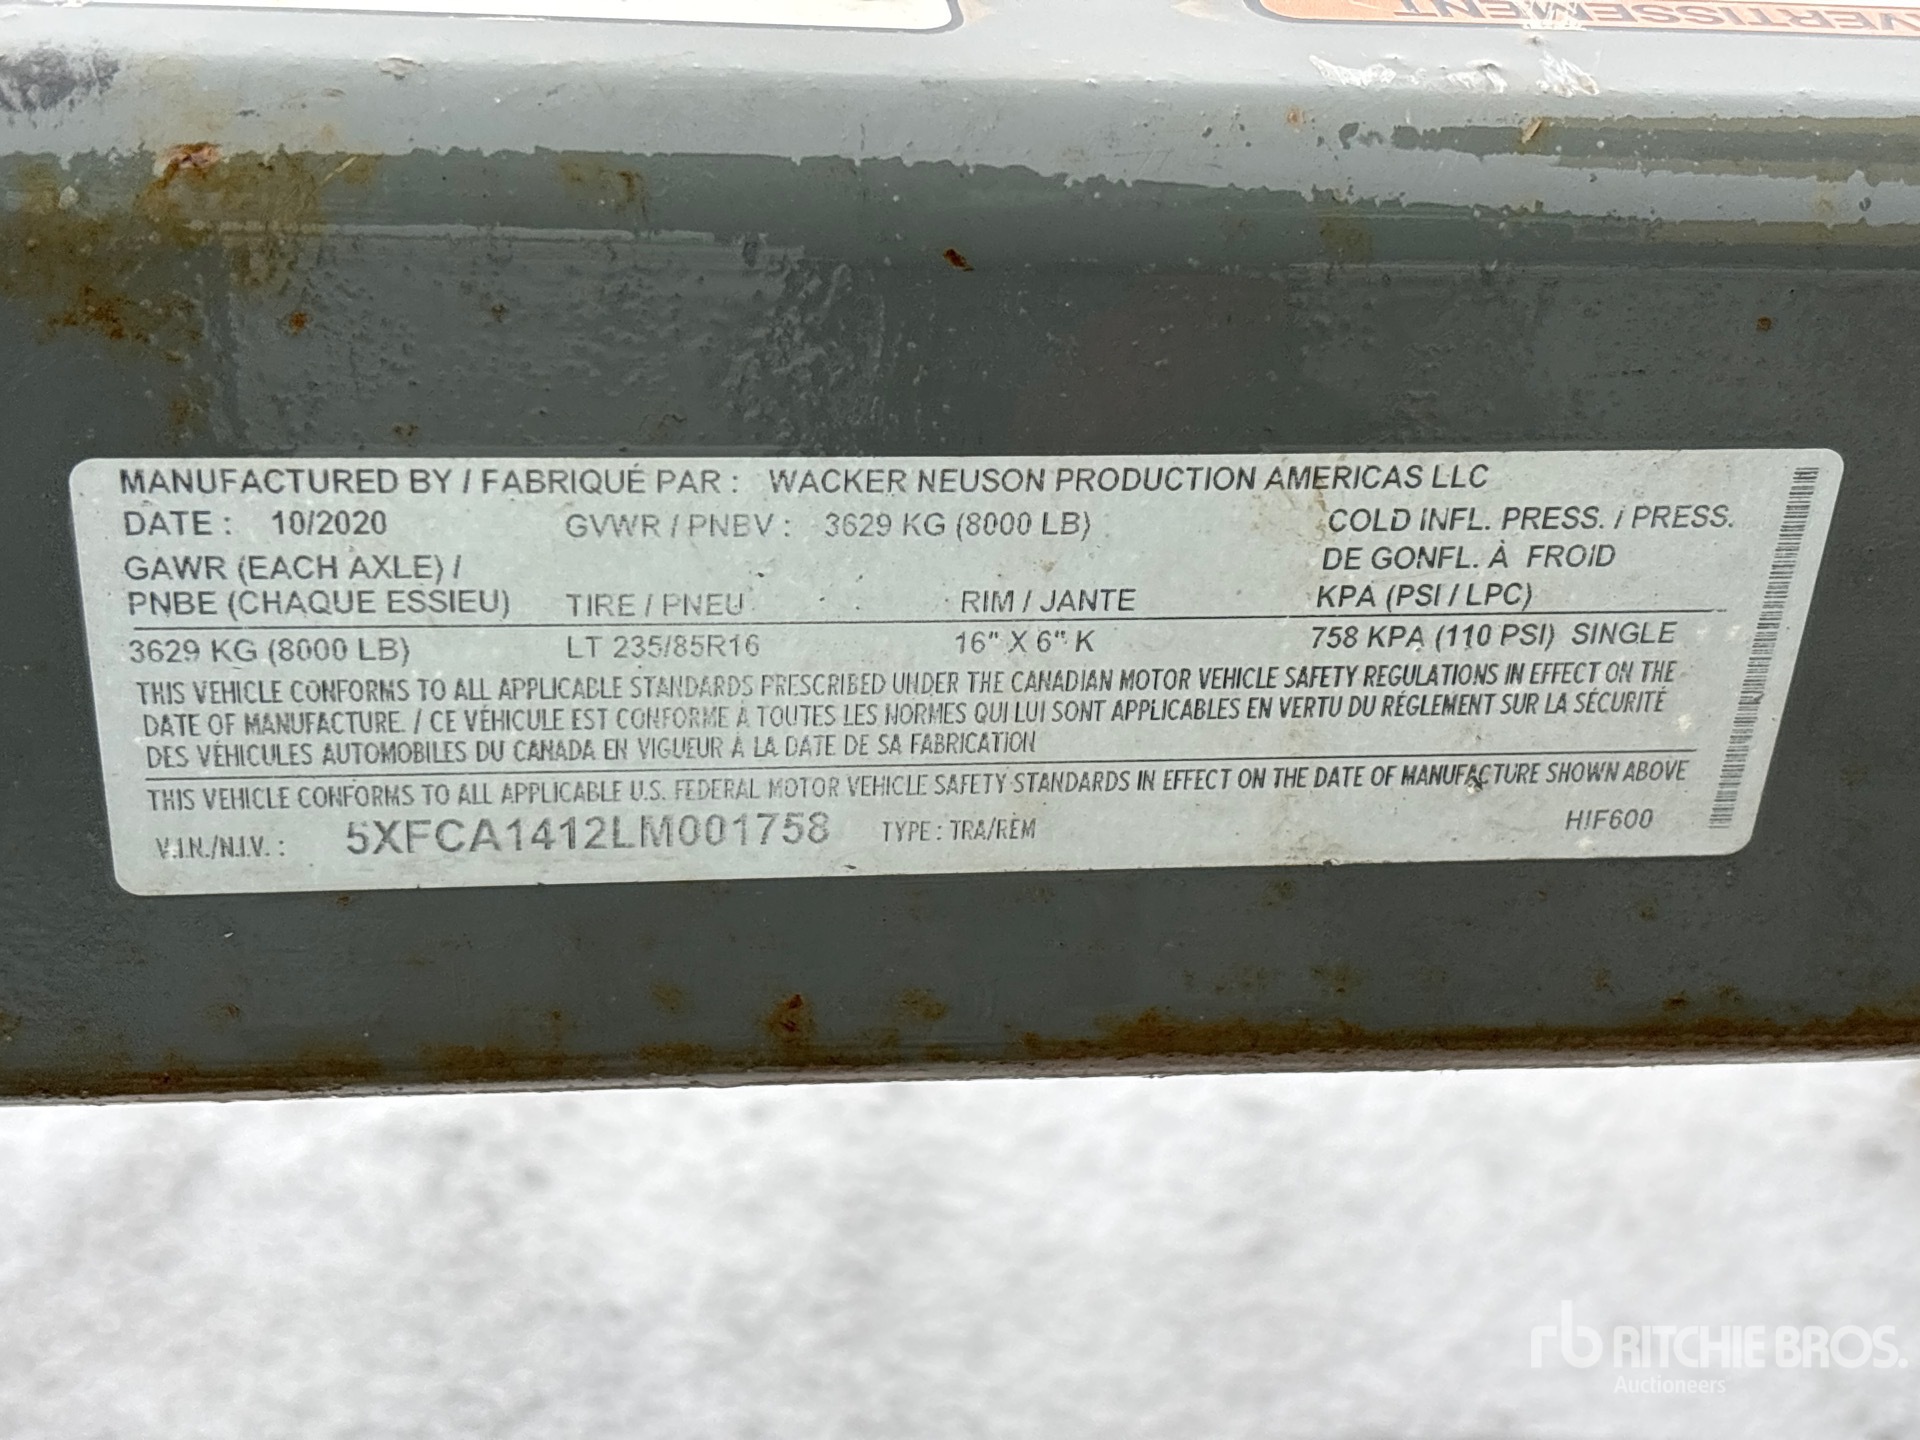 VERTISSEMENT
MANUFACTURED BY / FABRIQUÉ PAR : WACKER NEUSON PRODUCTION AMERICAS LLC
DATE : 10/2020 GVWR / PNBV : 3629 KG (8000 LB) COLD INFL. PRESS. / PRESS.
DE GONFL. À FROID
GAWR (EACH AXLE) /
PNBE (CHAQUE ESSIEU) TIRE / PNEU RIM / JANTE KPA (PSI / LPC)
3629 KG (8000 LB) LT 235/85R16 16" X 6" K 758 KPA (110 PSI) SINGLE
THIS VEHICLE CONFORMS TO ALL APPLICABLE STANDARDS PRESCRIBED UNDER THE CANADIAN MOTOR VEHICLE SAFETY REGULATIONS IN EFFECT ON THE
DATE OF MANUFACTURE. / CE VÉHICULE EST CONFORME À TOUTES LES NORMES QUI LUI SONT APPLICABLES EN VERTU DU RÉGLEMENT SUR LA SÉCURITÉ
DES VÉHICULES AUTOMOBILES DU CANADA EN VIGUEUR À LA DATE DE SA FABRICATION
THIS VEHICLE CONFORMS TO ALL APPLICABLE U.S. FEDERAL MOTOR VEHICLE SAFETY STANDARDS IN EFFECT ON THE DATE OF MANUFACTURE SHOWN ABOVE
V.I.N./N.I.V. : 5XFCA1412LM001758 TYPE : TRA/REM HIF600
rb RITCHIE BROS.
Auctioneers